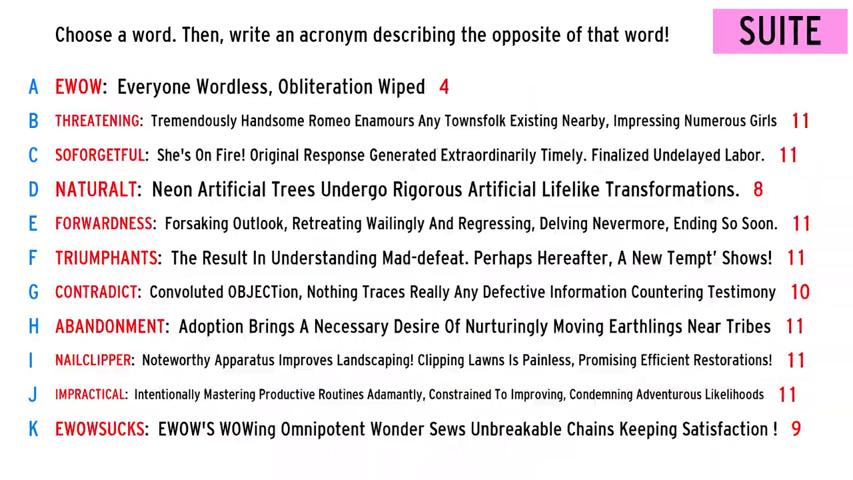 Choose a word. Then, write an acronym describing the opposite of that word!
SUITE
A EWOW: Everyone Wordless, Obliteration Wiped 4
B THREATENING: Tremendously Handsome Romeo Enamours Any Townsfolk Existing Nearby, Impressing Numerous Girls 11
C SOFORGETFUL: She's On Fire! Original Response Generated Extraordinarily Timely. Finalized Undelayed Labor. 11
D NATURALT: Neon Artificial Trees Undergo Rigorous Artificial Lifelike Transformations. 8
E FORWARDNESS: Forsaking Outlook, Retreating Wailingly And Regressing, Delving Nevermore, Ending So Soon. 11
F TRIUMPHANTS: The Result In Understanding Mad-defeat. Perhaps Hereafter, A New Tempt' Shows! 11
G CONTRADICT: Convoluted OBJECTion, Nothing Traces Really Any Defective Information Countering Testimony 10
H ABANDONMENT: Adoption Brings A Necessary Desire Of Nurturingly Moving Earthlings Near Tribes 11
I NAILCLIPPER: Noteworthy Apparatus Improves Landscaping! Clipping Lawns Is Painless, Promising Efficient Restorations! 11
J IMPRACTICAL: Intentionally Mastering Productive Routines Adamantly, Constrained To Improving, Condemning Adventurous Likelihoods 11
K EWOWSUCKS: EWOW'S WOWing Omnipotent Wonder Sews Unbreakable Chains Keeping Satisfaction ! 9